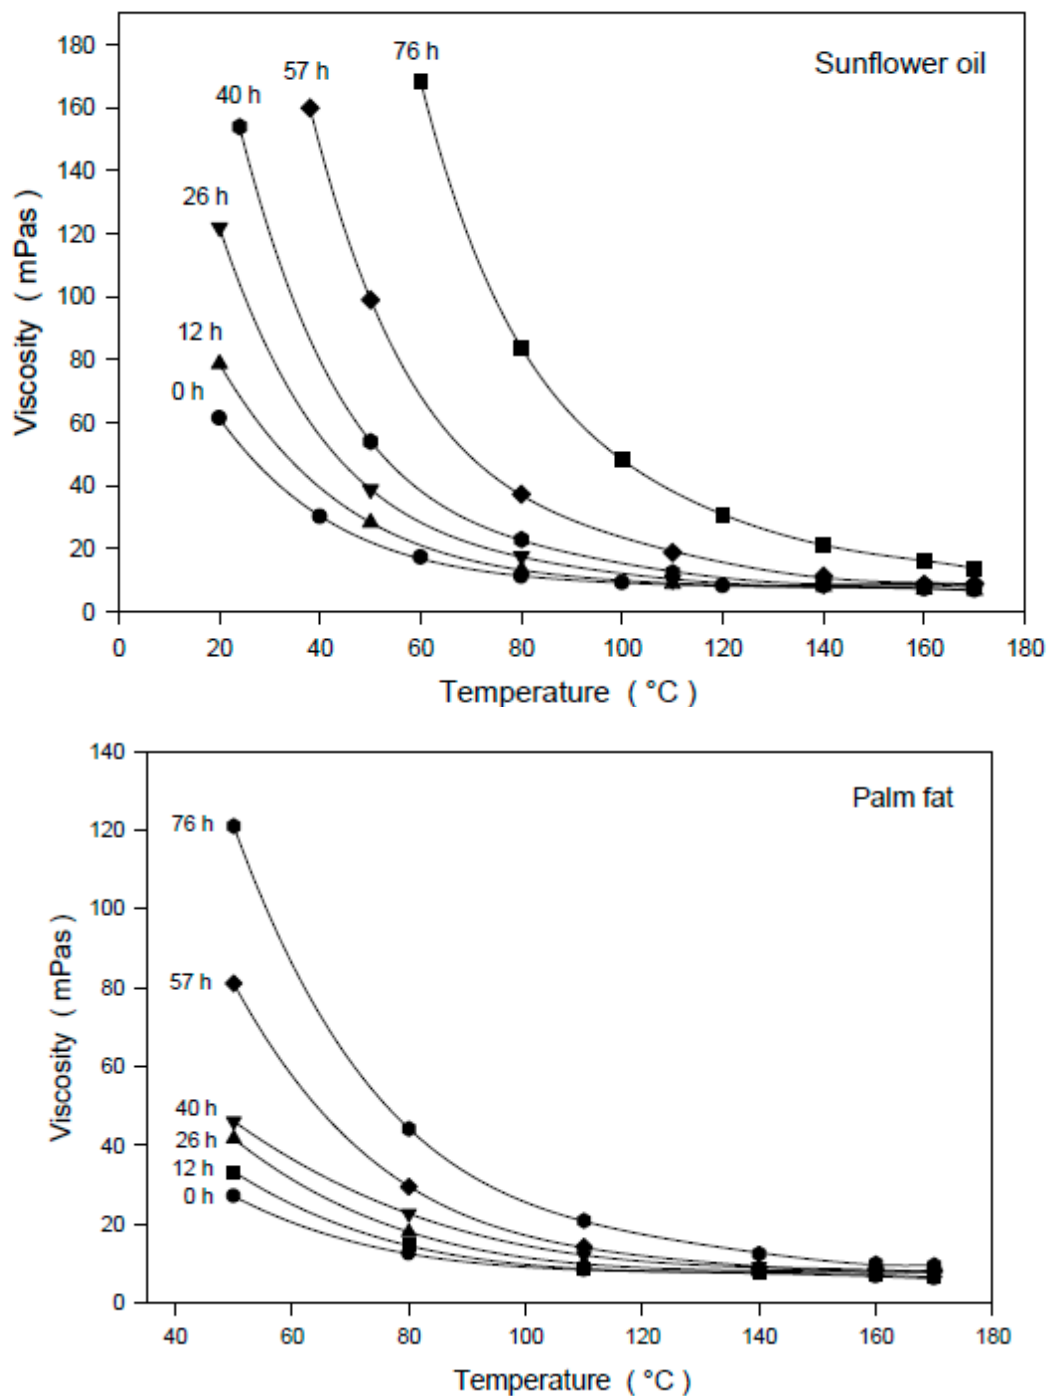 Sunflower oil
76 h
57 h
40 h
26 h
12 h
0 h
180
160
140
120
100
80
60
40
20
0
Viscosity ( mPas )
0 20 40 60 80 100 120 140 160 180
Temperature ( °C )
Palm fat
76 h
57 h
40 h
26 h
12 h
0 h
140
120
100
80
60
40
20
0
Viscosity ( mPas )
40 60 80 100 120 140 160 180
Temperature ( °C )